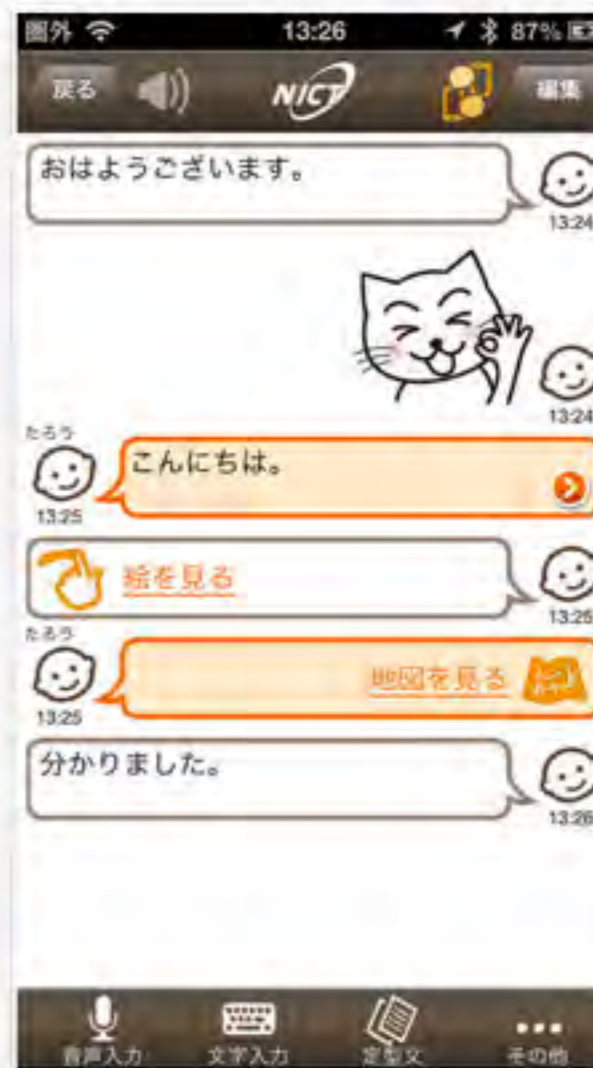 圏外 13:26 87%
戻る NICT 編集
おはようございます。
13:24
13:24
たろう
こんにちは。
13:25
絵を見る
13:25
たろう
地図を見る
13:25
分かりました。
13:26
音声入力 文字入力 定型文 その他